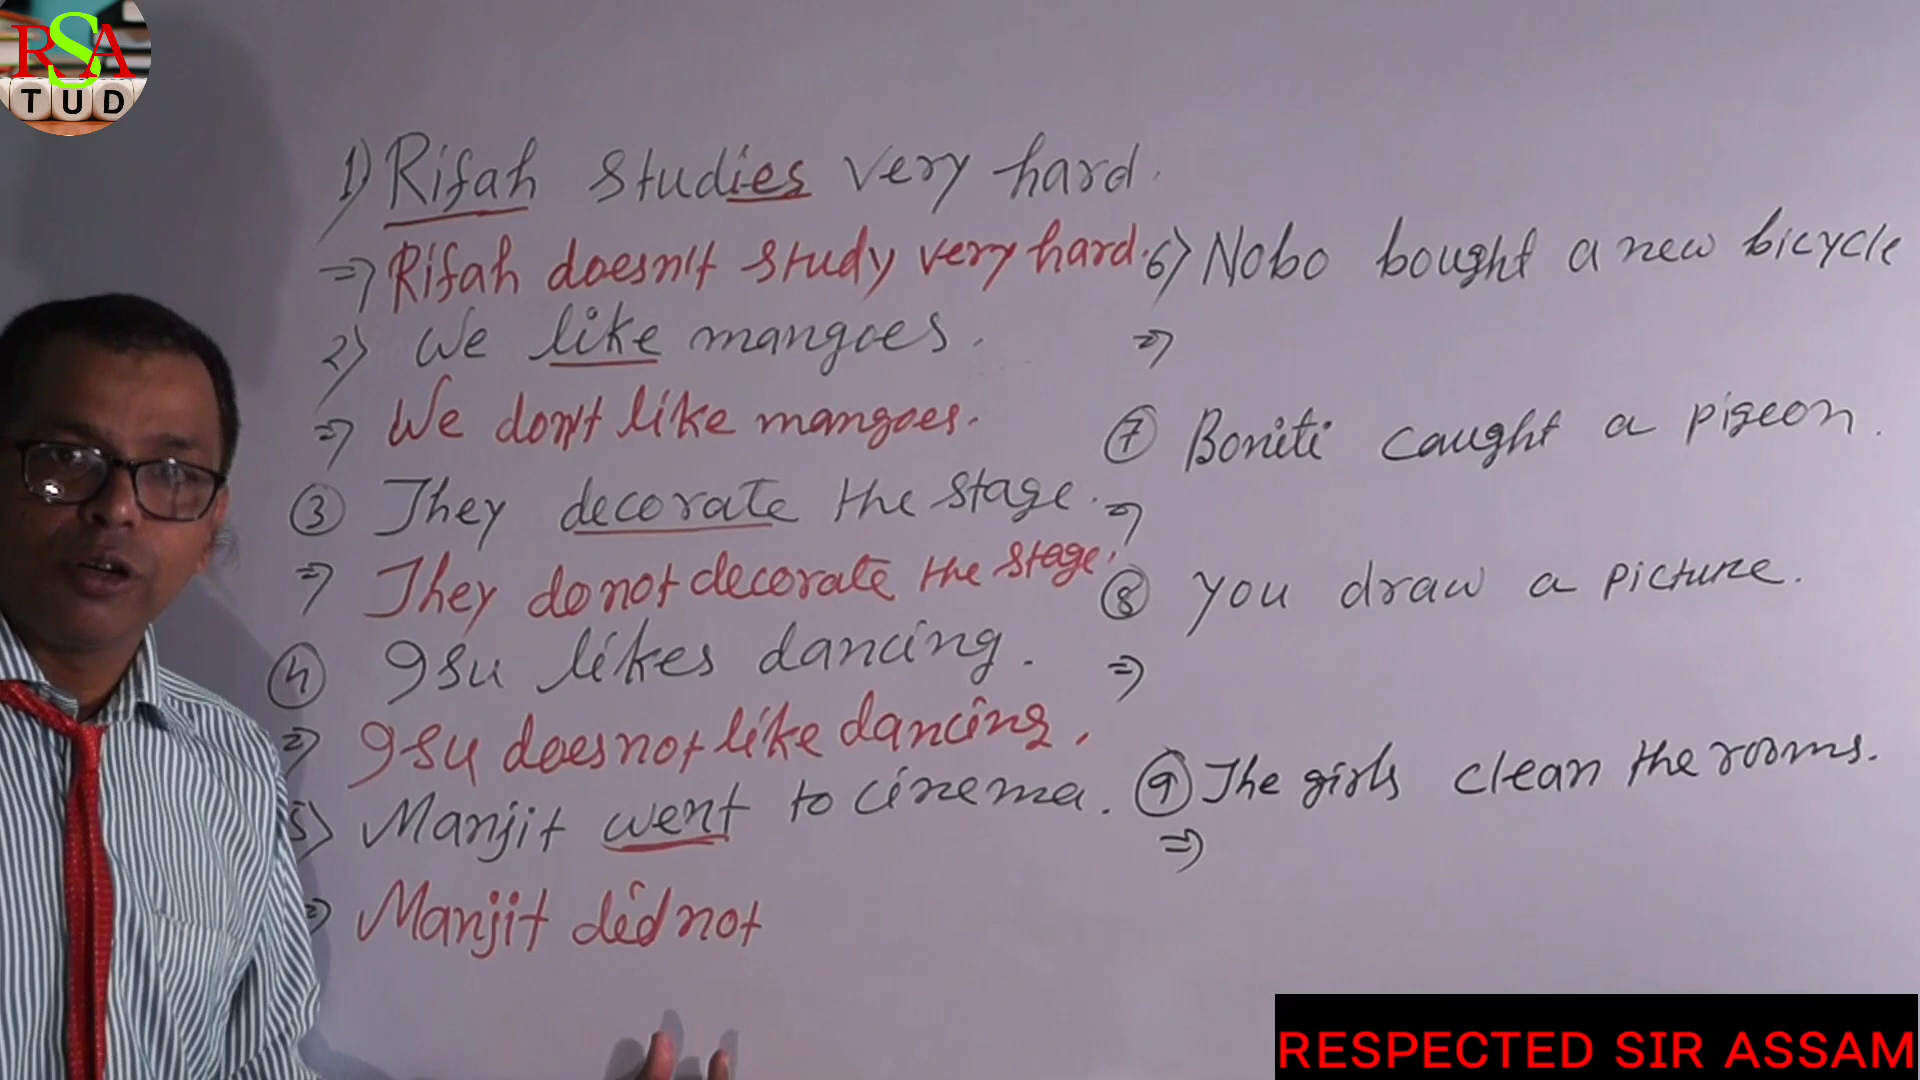 RSA
TUD
1) Rifah studies very hard.
=> Rifah doesn't study very hard.
2) We like mangoes.
=> We don't like mangoes.
3 They decorate the stage.
=> They do not decorate the stage.
4 Isu likes dancing.
=> Isu does not like dancing.
5) Manjit went to cinema.
=> Manjit did not
6) Nobo bought a new bicycle
=>
7 Boniti caught a pigeon.
=>
8 You draw a picture.
=>
9 The girls clean the rooms.
=>
RESPECTED SIR ASSAM